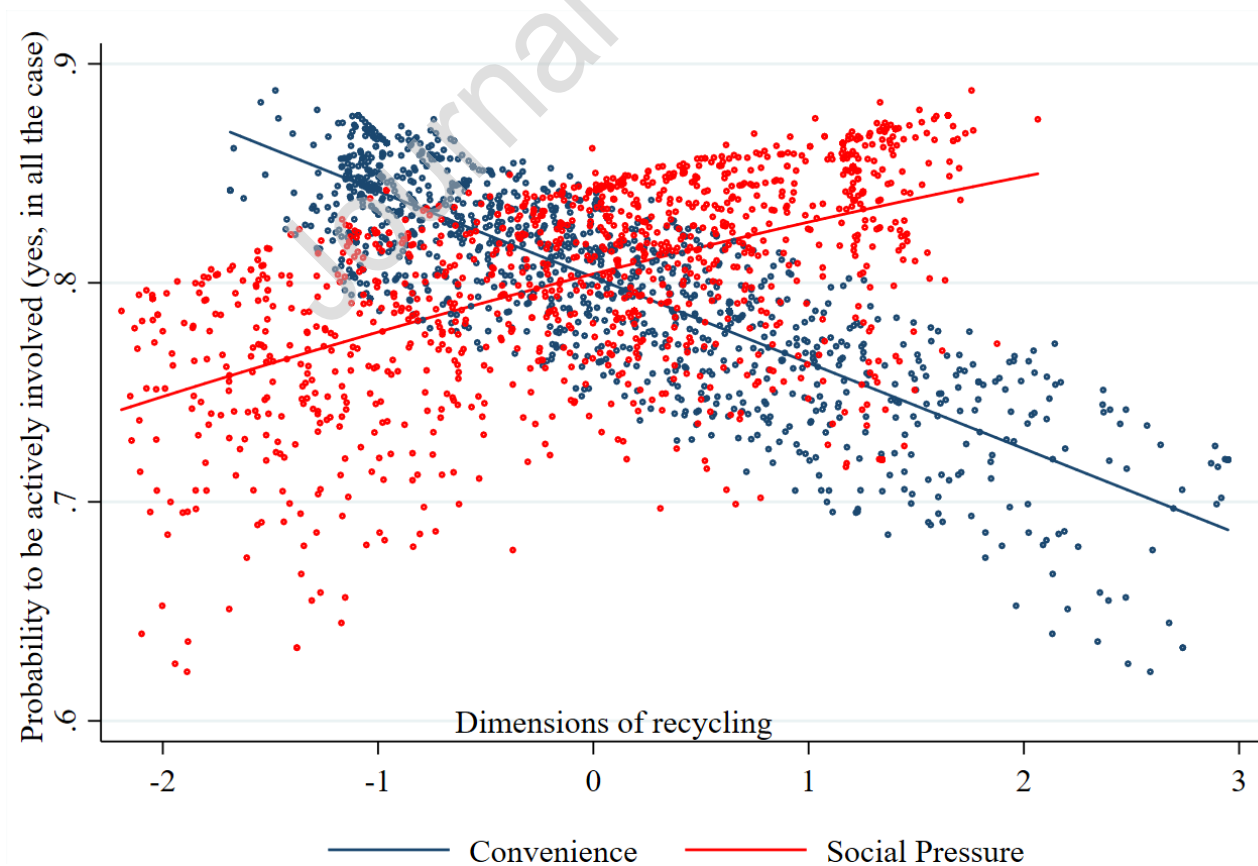 Probability to be actively involved (yes, in all the case)
.9
.8
.7
.6
Journal
Dimensions of recycling
-2 -1 0 1 2 3
Convenience Social Pressure